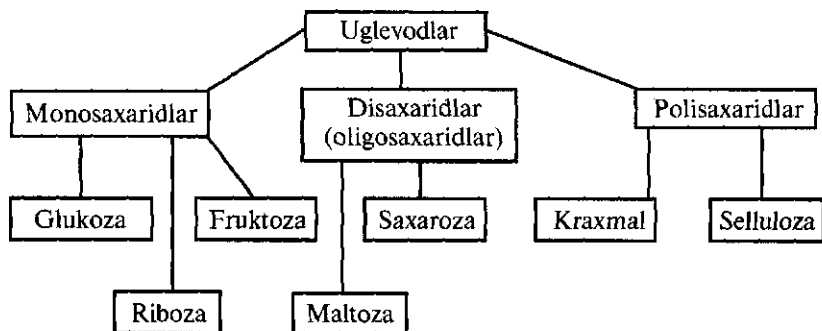 Uglevodlar
Monosaxaridlar
Disaxaridlar
(oligosaxaridlar)
Polisaxaridlar
Glukoza
Fruktoza
Saxaroza
Kraxmal
Selluloza
Riboza
Maltoza